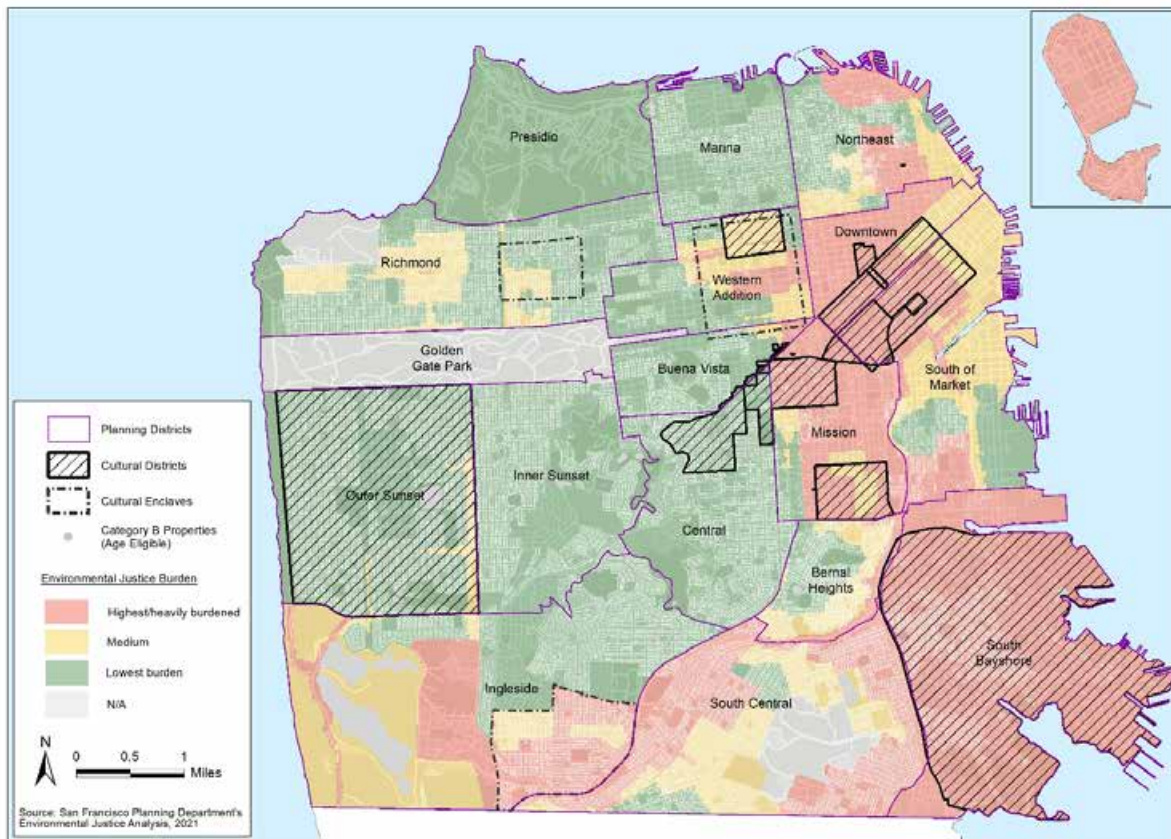 Presidio
Marina
Northeast
Richmond
Downtown
Western
Addition
Golden
Gate Park
Buena Vista
South of
Market
Mission
Outer Sunset
Inner Sunset
Central
Bernal
Heights
South
Bayshore
Ingleside
South Central
Planning Districts
Cultural Districts
Cultural Enclaves
Category B Properties
(Age Eligible)
Environmental Justice Burden
Highest/heavily burdened
Medium
Lowest burden
N/A
N
0 0.5 1
Miles
Source: San Francisco Planning Department's
Environmental Justice Analysis, 2021